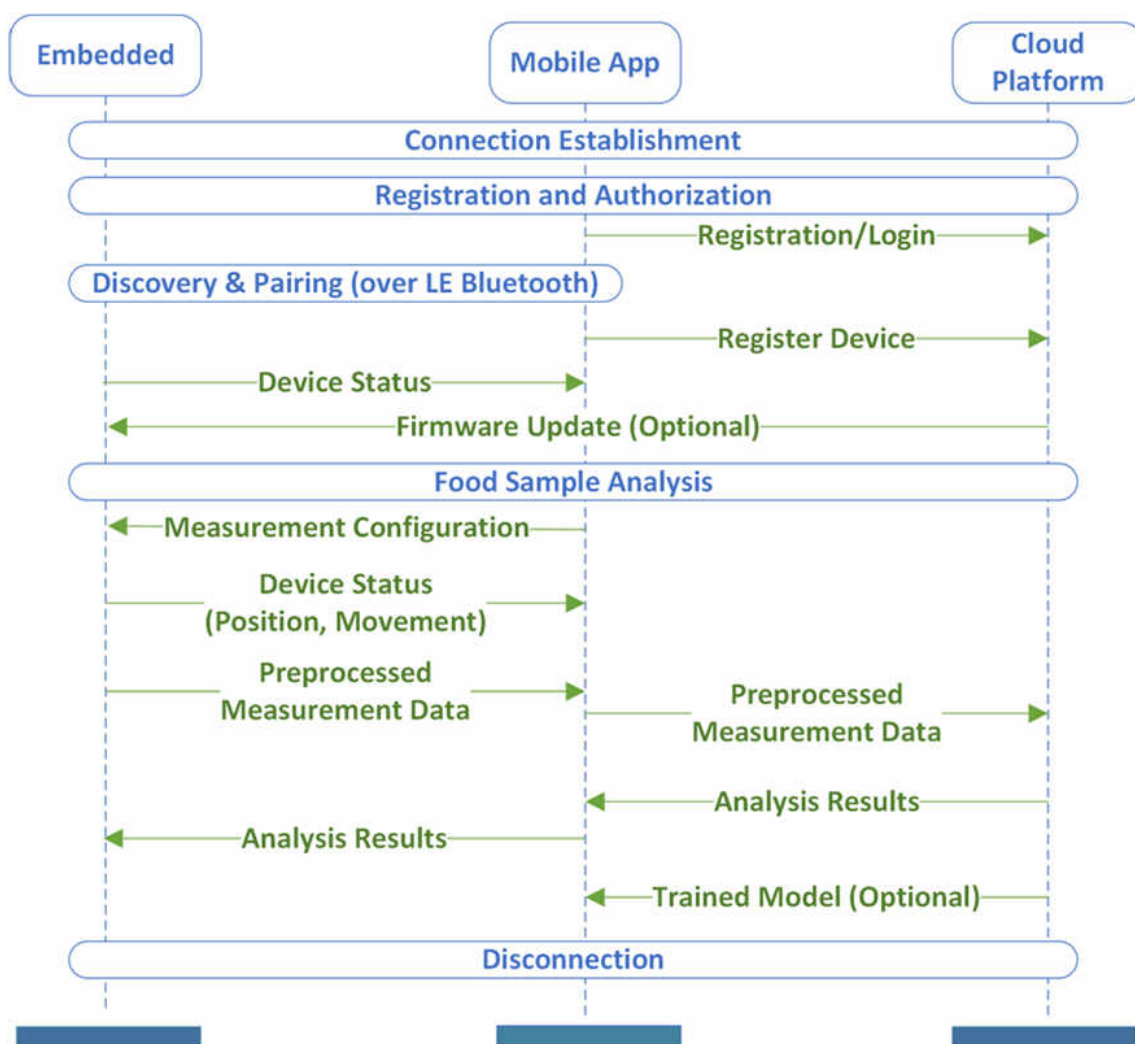 Embedded
Mobile App
Cloud
Platform
Connection Establishment
Registration and Authorization
Registration/Login
Discovery & Pairing (over LE Bluetooth)
Register Device
Device Status
Firmware Update (Optional)
Food Sample Analysis
Measurement Configuration
Device Status
(Position, Movement)
Preprocessed
Measurement Data
Preprocessed
Measurement Data
Analysis Results
Analysis Results
Trained Model (Optional)
Disconnection